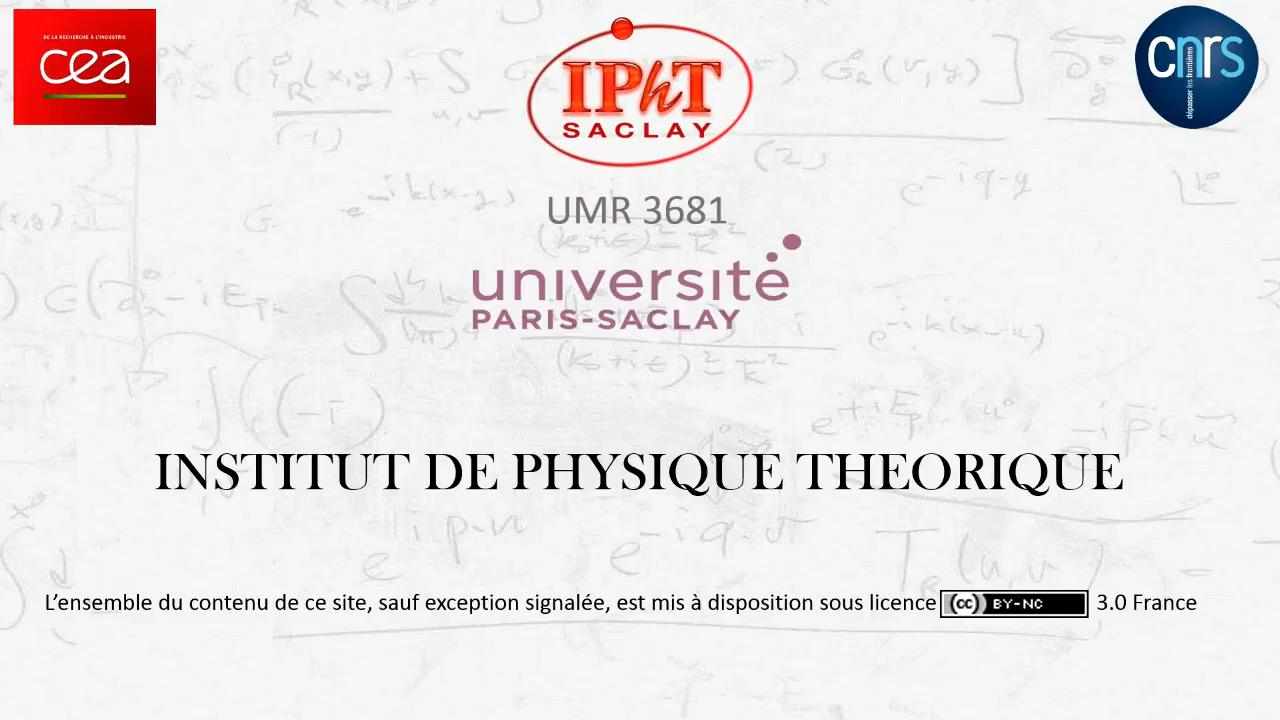 DE LA RECHERCHE À L'INDUSTRIE
cea
IPhT
SACLAY
cnrs
dépasser les frontières
UMR 3681
université
PARIS-SACLAY
INSTITUT DE PHYSIQUE THEORIQUE
L'ensemble du contenu de ce site, sauf exception signalée, est mis à disposition sous licence (cc) BY-NC 3.0 France